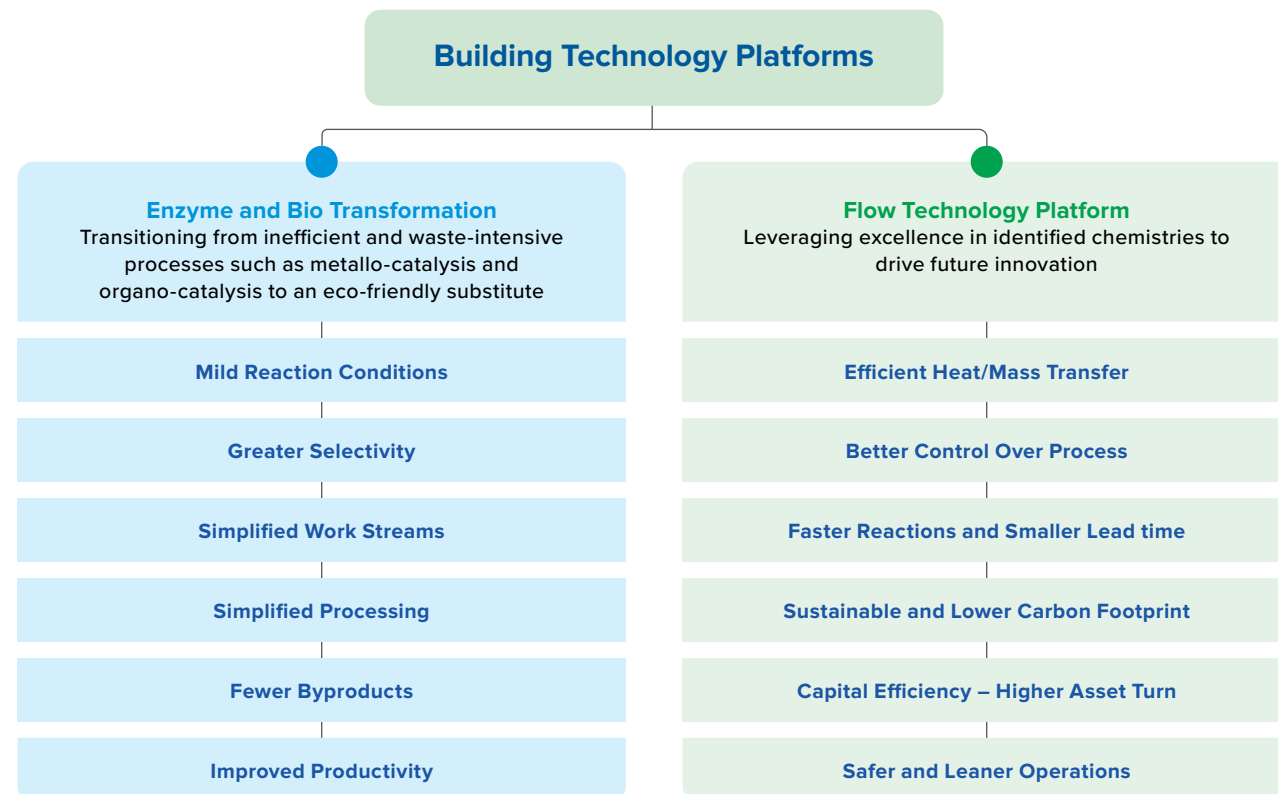 Building Technology Platforms
Enzyme and Bio Transformation
Transitioning from inefficient and waste-intensive
processes such as metallo-catalysis and
organo-catalysis to an eco-friendly substitute
Mild Reaction Conditions
Greater Selectivity
Simplified Work Streams
Simplified Processing
Fewer Byproducts
Improved Productivity
Flow Technology Platform
Leveraging excellence in identified chemistries to
drive future innovation
Efficient Heat/Mass Transfer
Better Control Over Process
Faster Reactions and Smaller Lead time
Sustainable and Lower Carbon Footprint
Capital Efficiency – Higher Asset Turn
Safer and Leaner Operations